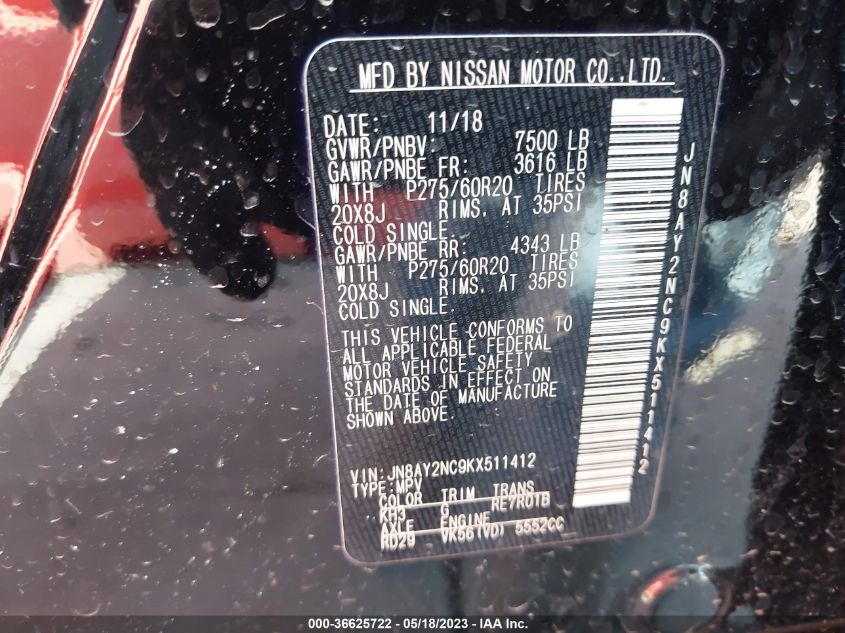 MFD BY NISSAN MOTOR CO.,LTD.
DATE: 11/18
GVWR/PNBV: 7500 LB
GAWR/PNBE FR: 3616 LB
WITH P275/60R20 TIRES
20X8J RIMS. AT 35PSI
COLD SINGLE.
GAWR/PNBE RR: 4343 LB
WITH P275/60R20 TIRES
20X8J RIMS. AT 35PSI
COLD SINGLE.
THIS VEHICLE CONFORMS TO
ALL APPLICABLE FEDERAL
MOTOR VEHICLE SAFETY
STANDARDS IN EFFECT ON
THE DATE OF MANUFACTURE
SHOWN ABOVE.
VIN: JN8AY2NC9KX511412
TYPE: MPV
COLOR TRIM TRANS
KH3 G RE7R01B
AXLE ENGINE
RD29 VK56(VD) 5552CC
JN8AY2NC9KX511412
000-36625722 / 05/18/2023 - IAA Inc.